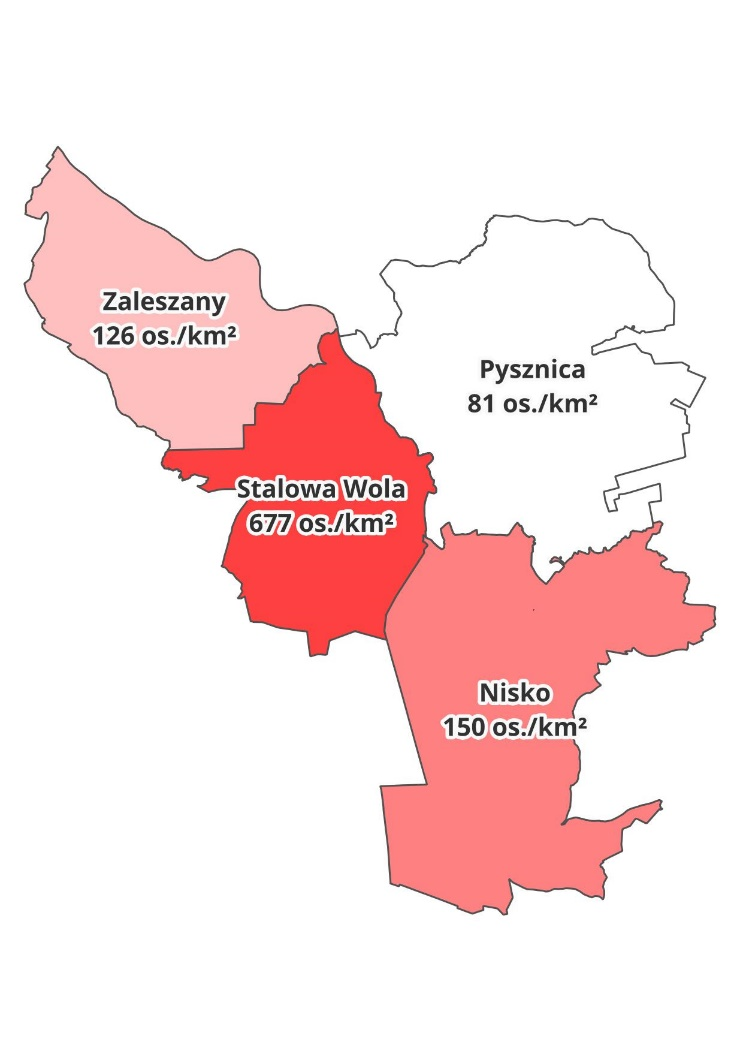 Zaleszany
126 os./km²
Pysznica
81 os./km²
Stalowa Wola
677 os./km²
Nisko
150 os./km²